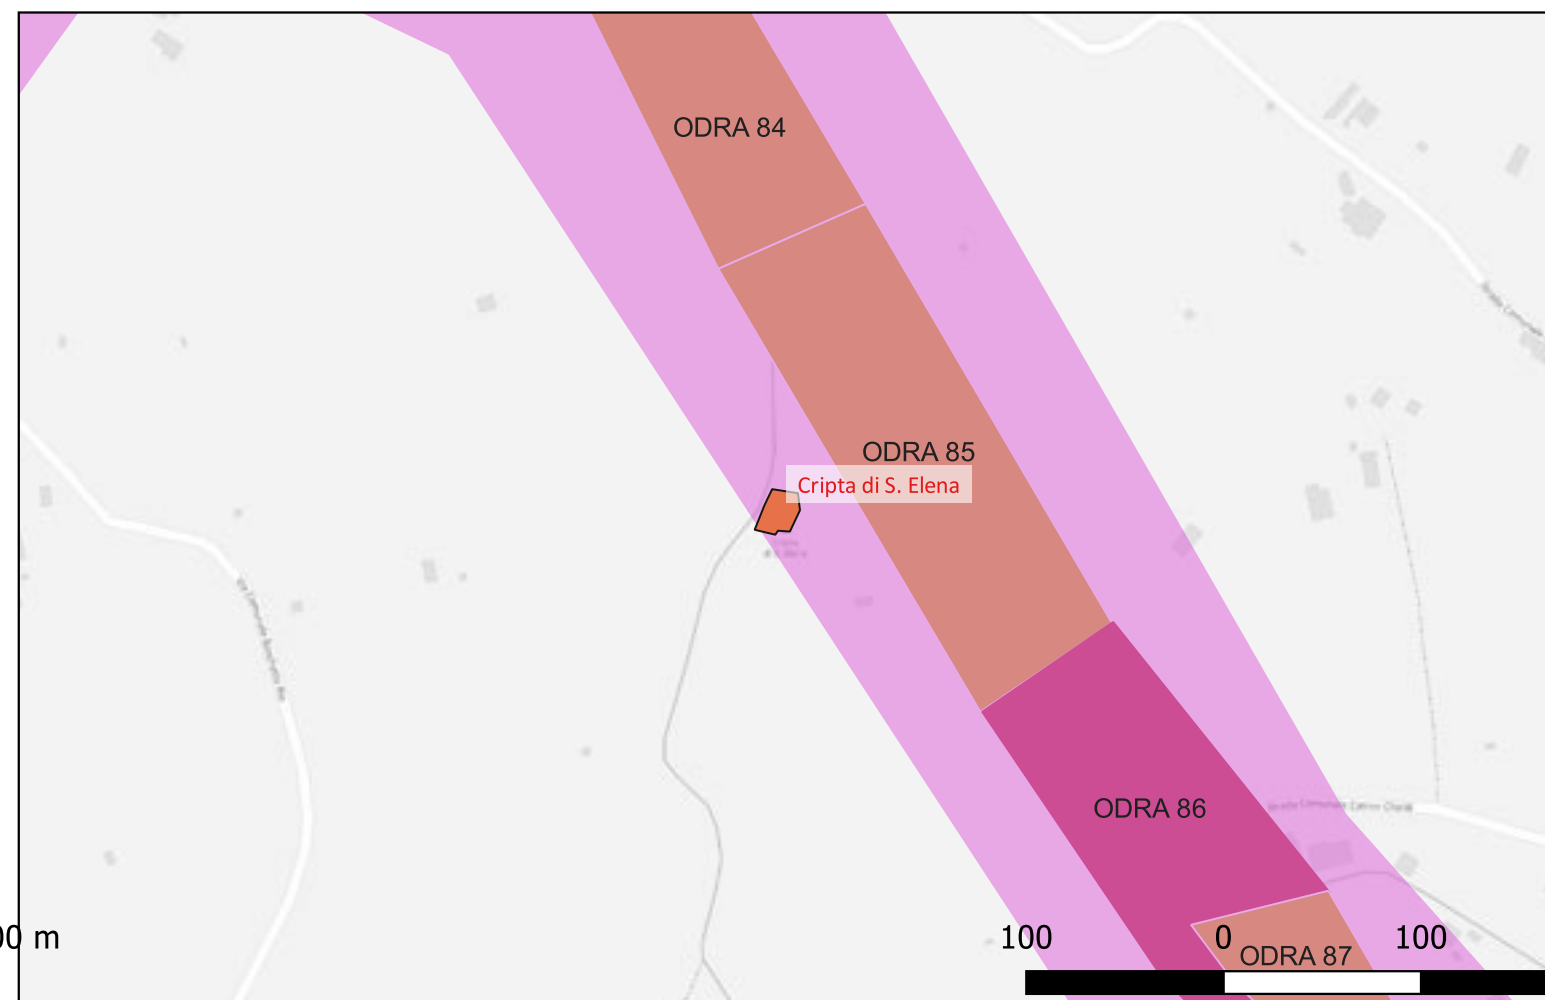 ODRA 84
ODRA 85
Cripta di S. Elena
ODRA 86
00 m
100 0 100
ODRA 87